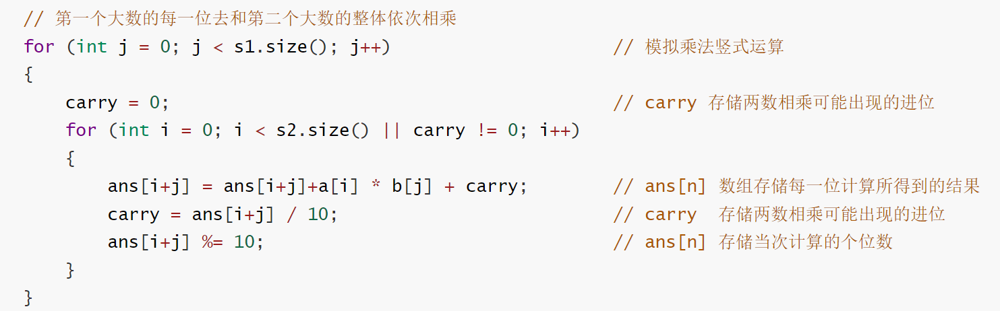 // 第一个大数的每一位去和第二个大数的整体依次相乘
for (int j = 0; j < s1.size(); j++) // 模拟乘法竖式运算
{
carry = 0; // carry 存储两数相乘可能出现的进位
for (int i = 0; i < s2.size() || carry != 0; i++)
{
ans[i+j] = ans[i+j]+a[i] * b[j] + carry; // ans[n] 数组存储每一位计算所得到的结果
carry = ans[i+j] / 10; // carry 存储两数相乘可能出现的进位
ans[i+j] %= 10; // ans[n] 存储当次计算的个位数
}
}